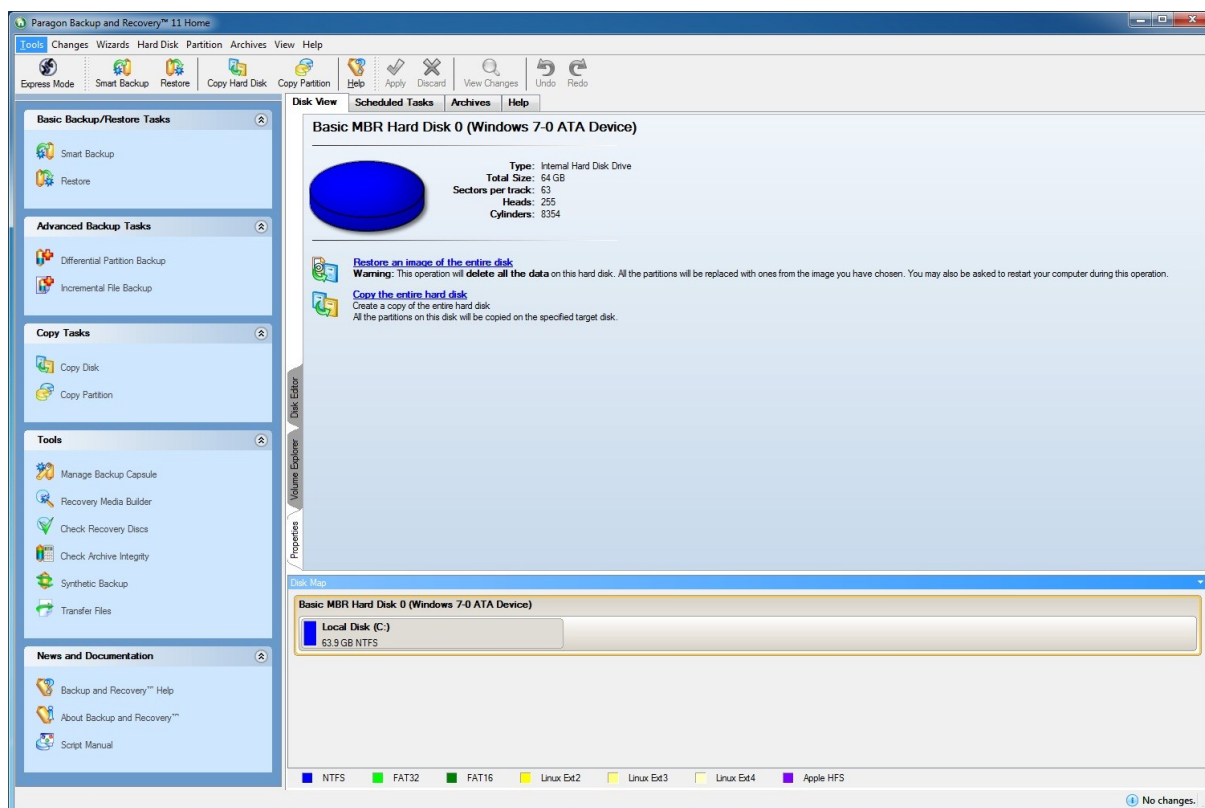 Paragon Backup and Recovery™ 11 Home
Tools Changes Wizards Hard Disk Partition Archives View Help
Express Mode Smart Backup Restore Copy Hard Disk Copy Partition Help Apply Discard View Changes Undo Redo
Basic Backup/Restore Tasks
Smart Backup
Restore
Advanced Backup Tasks
Differential Partition Backup
Incremental File Backup
Copy Tasks
Copy Disk
Copy Partition
Tools
Manage Backup Capsule
Recovery Media Builder
Check Recovery Discs
Check Archive Integrity
Synthetic Backup
Transfer Files
News and Documentation
Backup and Recovery™ Help
About Backup and Recovery™
Script Manual
Disk View Scheduled Tasks Archives Help
Basic MBR Hard Disk 0 (Windows 7-0 ATA Device)
Type: Internal Hard Disk Drive
Total Size: 64 GB
Sectors per track: 63
Heads: 255
Cylinders: 8354
Restore an image of the entire disk
Warning: This operation will delete all the data on this hard disk. All the partitions will be replaced with ones from the image you have chosen. You may also be asked to restart your computer during this operation.
Copy the entire hard disk
Create a copy of the entire hard disk
All the partitions on this disk will be copied on the specified target disk.
Disk Editor
Volume Explorer
Properties
Disk Map
Basic MBR Hard Disk 0 (Windows 7-0 ATA Device)
Local Disk (C:)
63.9 GB NTFS
NTFS FAT32 FAT16 Linux Ext2 Linux Ext3 Linux Ext4 Apple HFS
No changes.